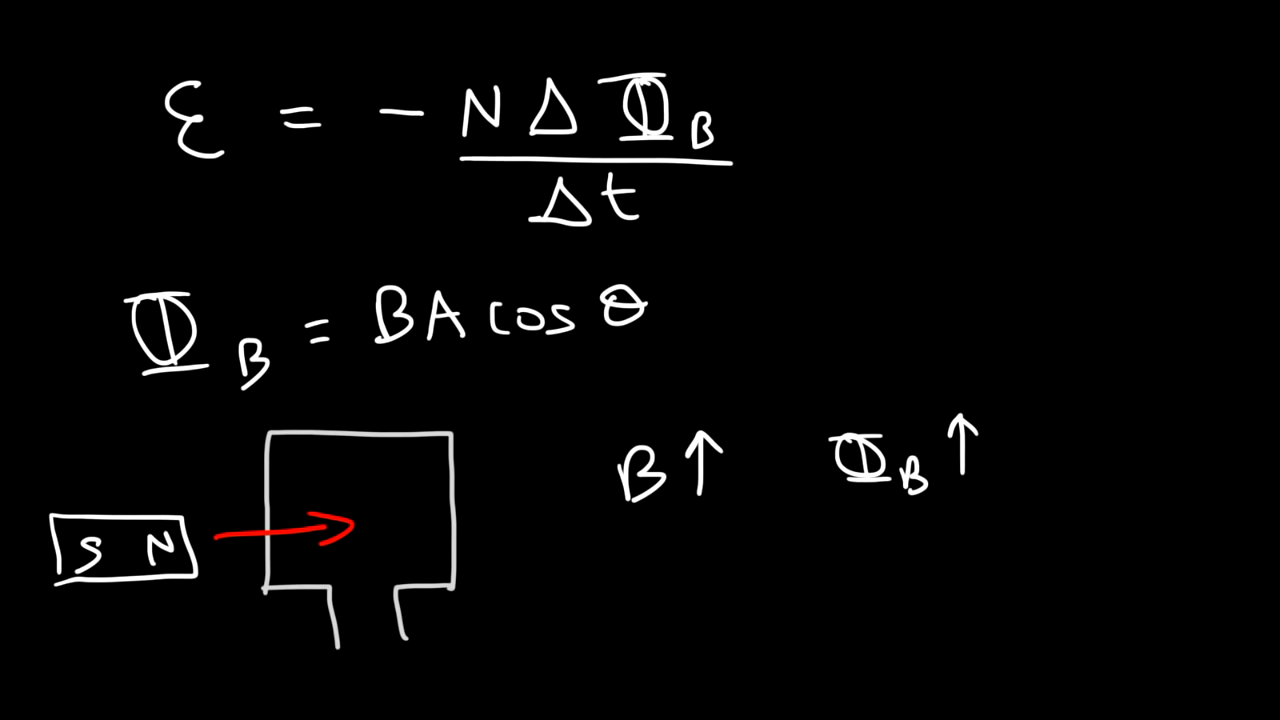 ε = - NΔΦ_B / Δt
Φ_B = BA cos θ
B↑ Φ_B↑
S N